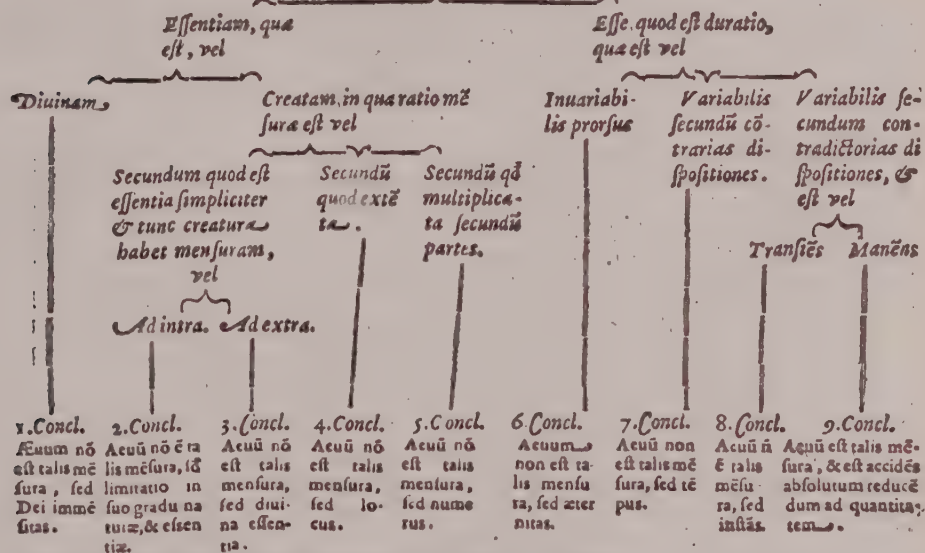 Eſſentiam, quæ
eſt, vel
Eſſe. quod eſt duratio,
quæ eſt vel
Diuinam
Creatam, in qua ratio mē
ſuræ eſt vel
Secundum quod eſt
eſſentia ſimpliciter
& tunc creatura
habet menſuram,
vel
Ad intra. Ad extra.
Secundū
quod extē
ta.
Secundū qđ
multiplica-
ta ſecundū
partes.
Inuariabi-
lis prorſus
Variabilis
ſecundū cō-
trarias di-
ſpoſitiones.
Variabilis ſe-
cundum con-
tradictorias di
ſpoſitiones, &
eſt vel
Tranſiēs Manēns
1.Concl.
Æuum nō
eſt talis mē
ſura, ſed
Dei immē
ſitas.
2.Concl.
Aeuū nō ē ta
lis mēſura, ſꝫ
limitatio in
ſuo gradu na
turæ, & eſſen
tiæ.
3.Concl.
Aeuū nō
eſt talis
menſura,
ſed diui-
na eſſen-
tia.
4.Concl.
Aeuū nō
eſt talis
menſura,
ſed lo-
cus.
5.Concl.
Aeuū nō
eſt talis
menſura,
ſed nume
rus.
6.Concl.
Aeuum
non eſt ta-
lis menſu
ra, ſed æter
nitas.
7.Concl.
Aeuū non
eſt talis mē
ſura, ſed tē
pus.
8.Concl.
Aeuū ñ
ē talis
mēſu-
ra, ſed
inſtās.
9.Concl.
Aeuū eſt talis mē-
ſura, & eſt accidēs
abſolutum reducē
dum ad quantita-
tem.